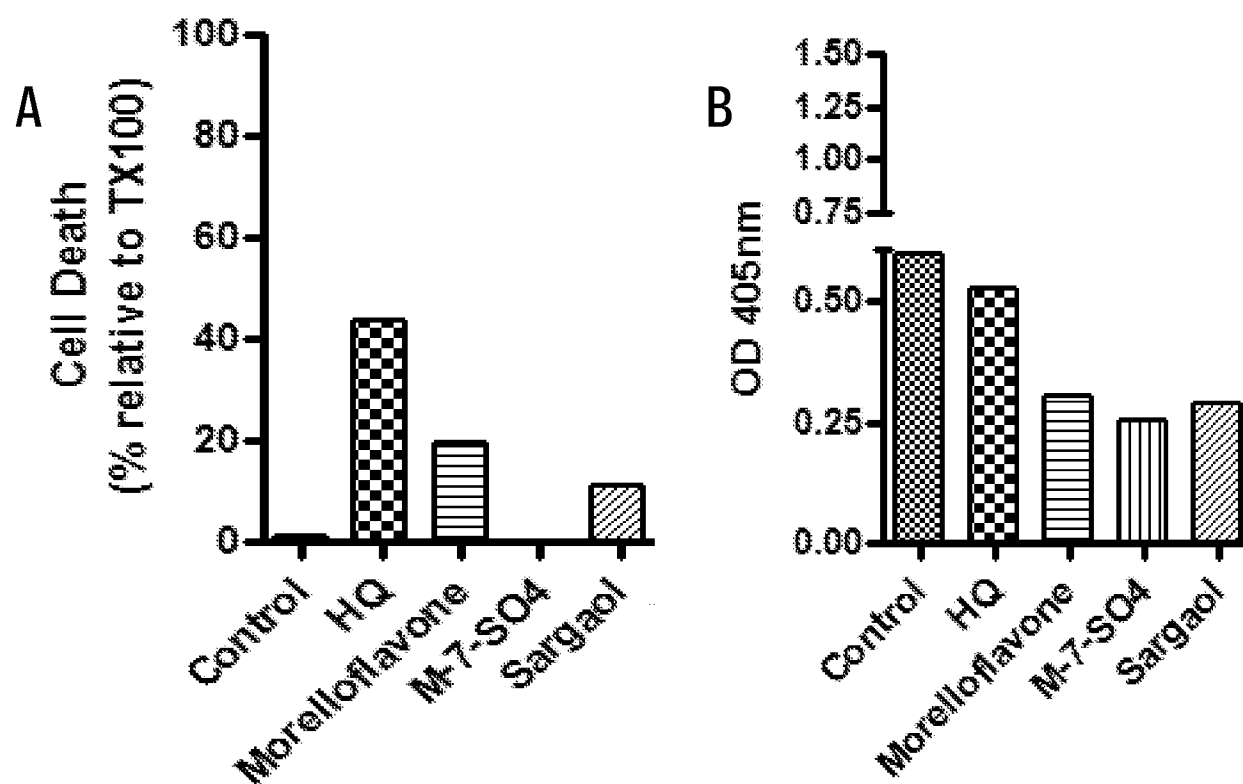 A
Cell Death
(% relative to TX100)
100
80
60
40
20
0
Control
HQ
Morelloflavone
M-7-SO4
Sargaol
B
OD 405nm
1.50
1.25
1.00
0.75
0.50
0.25
0.00
Control
HQ
Morelloflavone
M-7-SO4
Sargaol